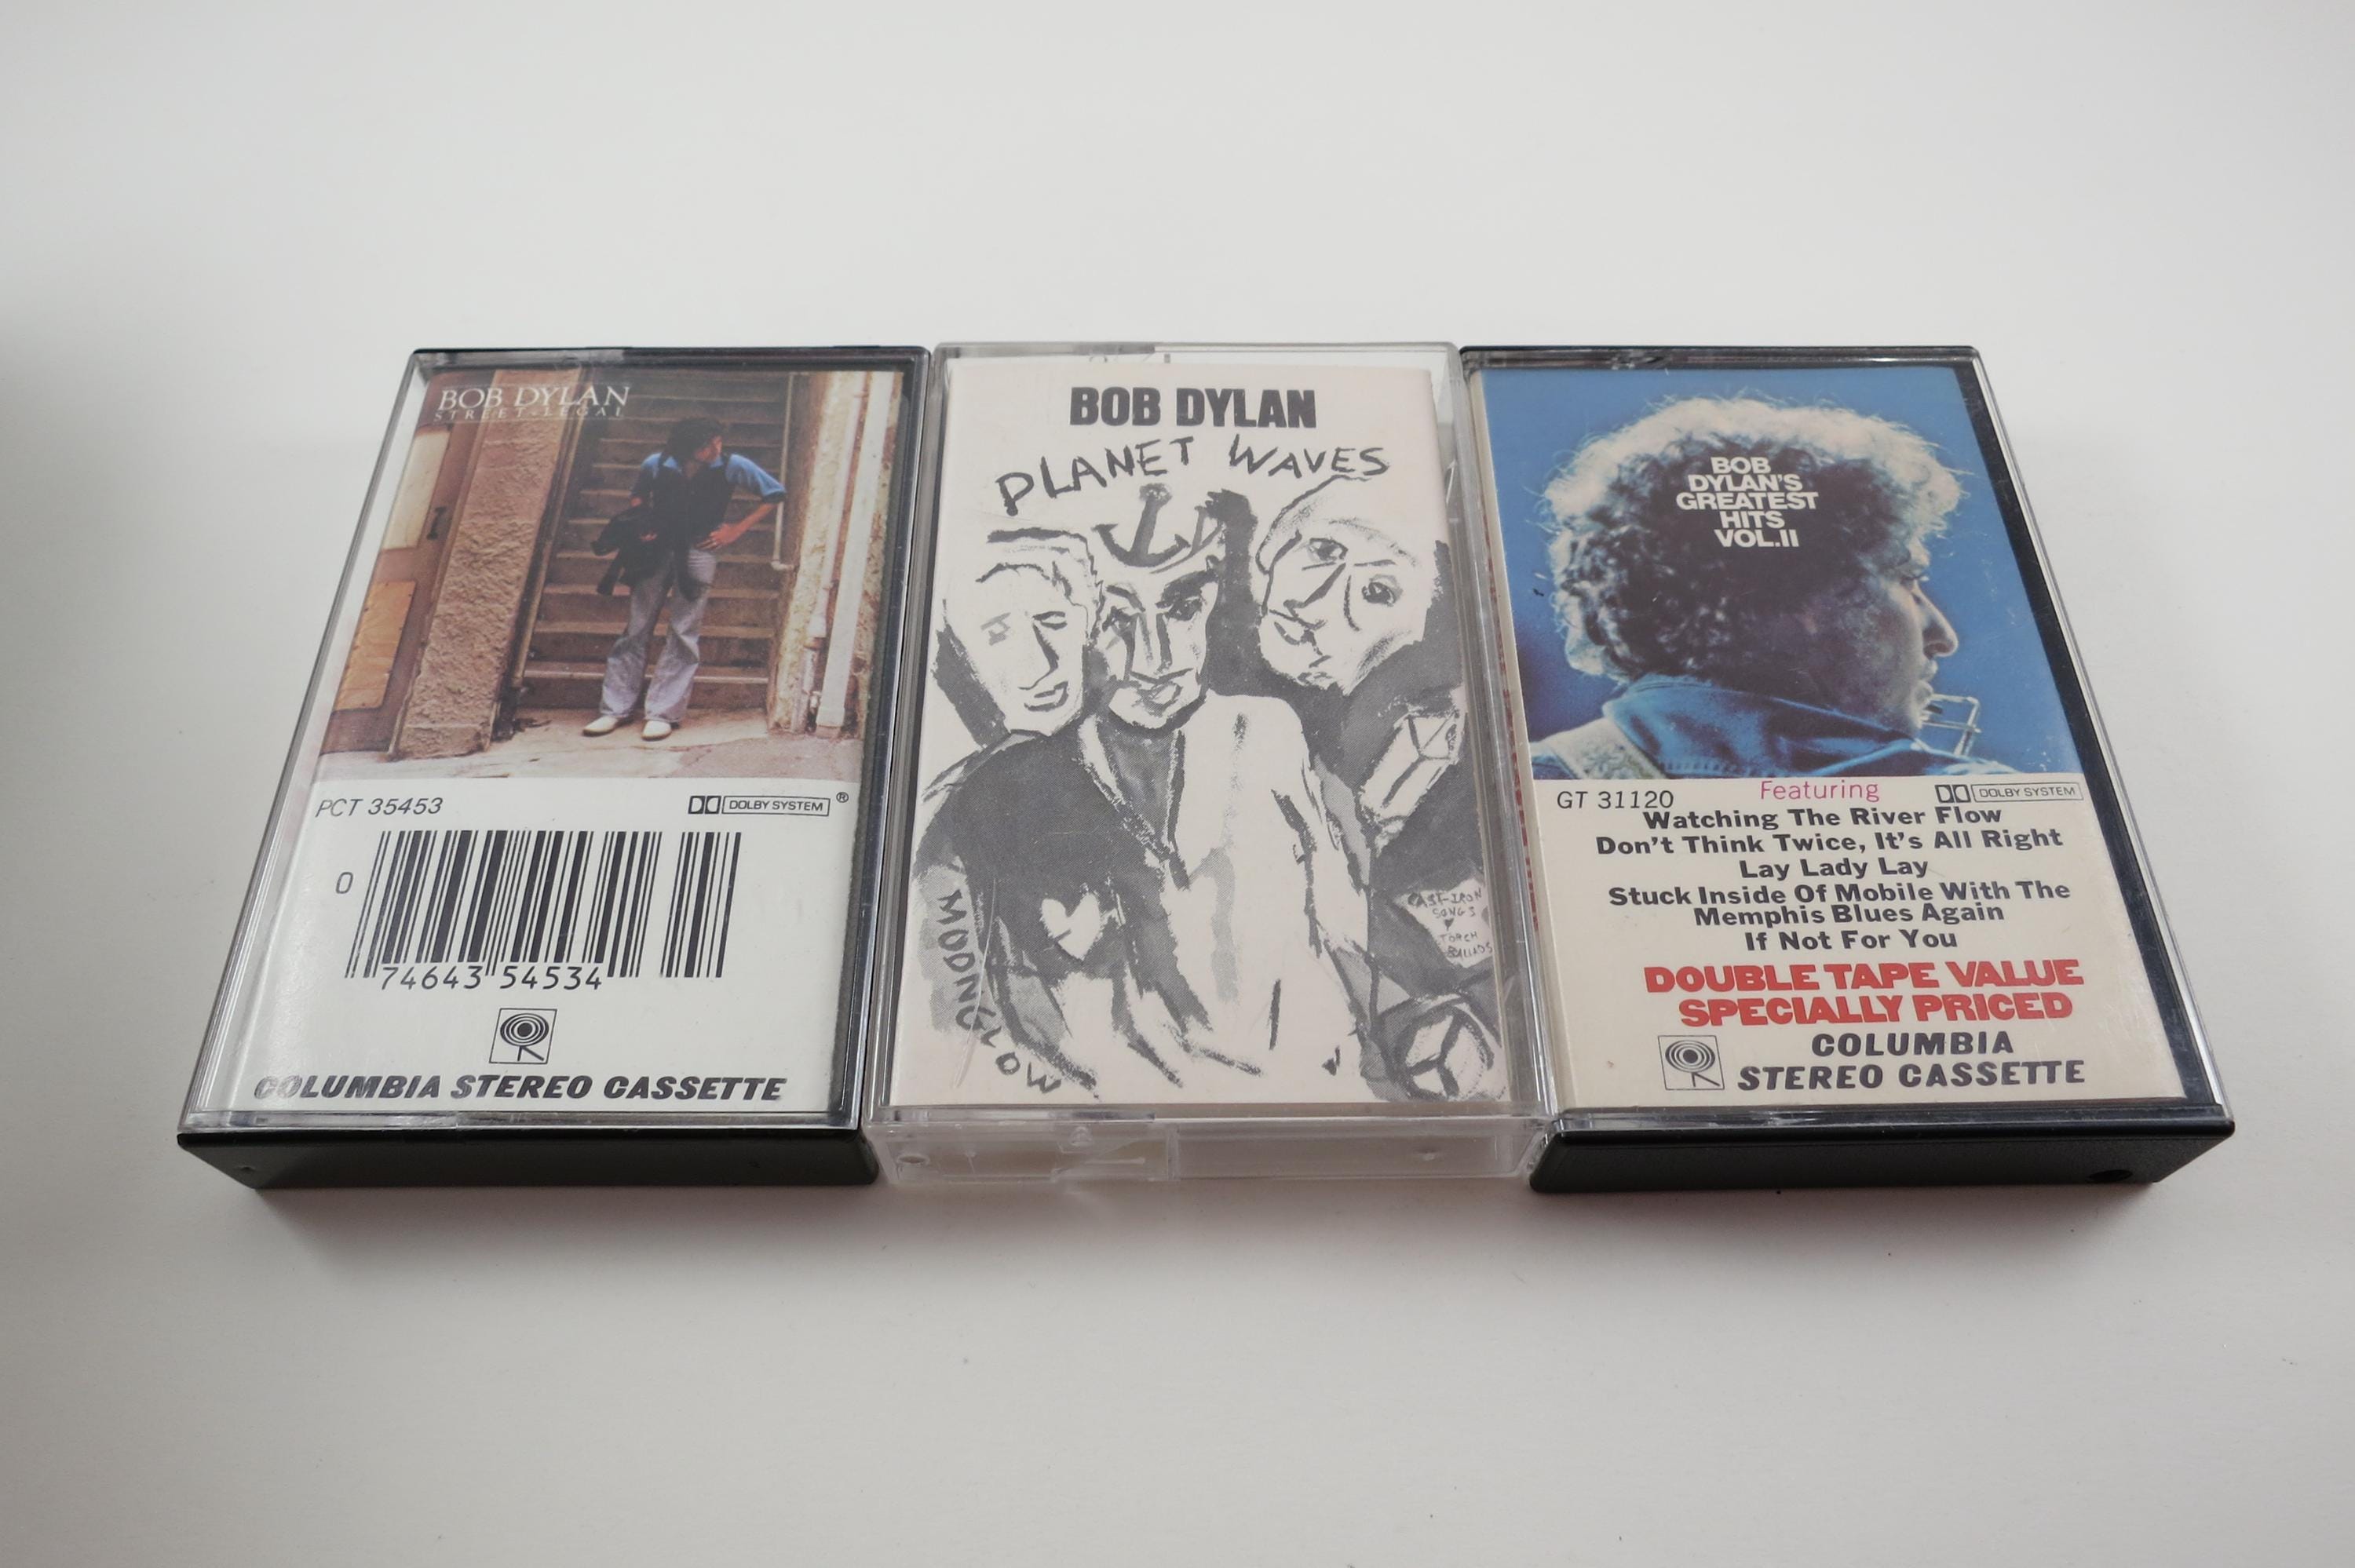 BOB DYLAN
STREET-LEGAL
PCT 35453
DOLBY SYSTEM ®
0
74643 54534
COLUMBIA STEREO CASSETTE
BOB DYLAN
PLANET WAVES
MOONGLOW
CAST-IRON
SONGS
TORCH
BALLADS
BOB
DYLAN'S
GREATEST
HITS
VOL.II
GT 31120
Featuring
DOLBY SYSTEM
Watching The River Flow
Don't Think Twice, It's All Right
Lay Lady Lay
Stuck Inside Of Mobile With The
Memphis Blues Again
If Not For You
DOUBLE TAPE VALUE
SPECIALLY PRICED
COLUMBIA
STEREO CASSETTE